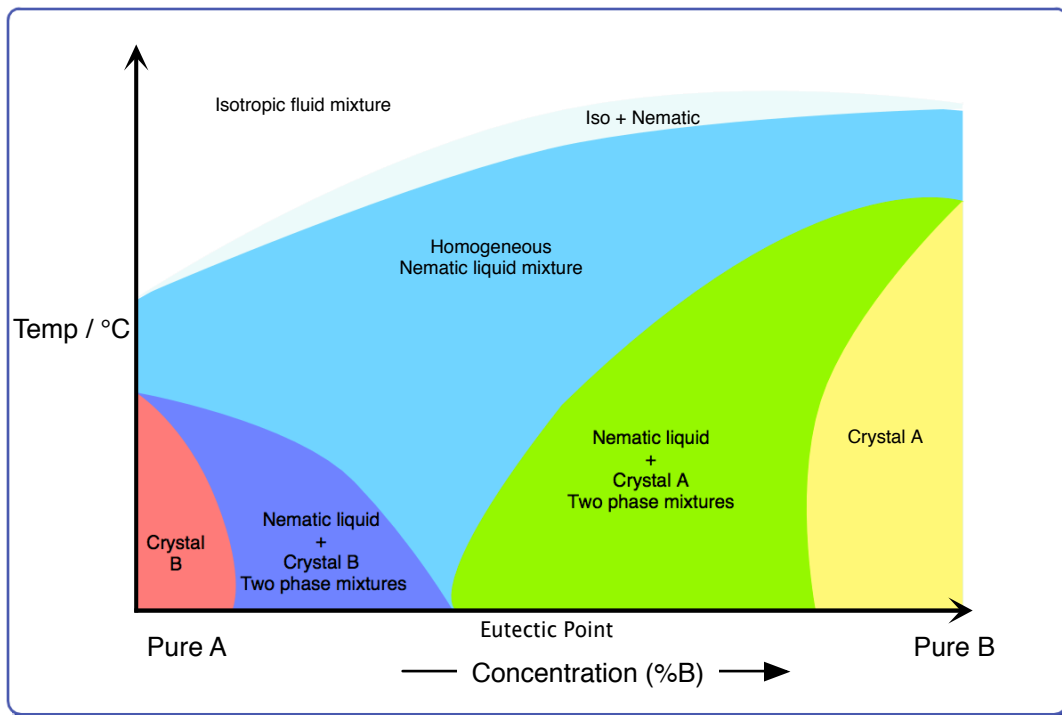 Isotropic fluid mixture
Iso + Nematic
Homogeneous
Nematic liquid mixture
Temp / °C
Nematic liquid
+
Crystal A
Two phase mixtures
Crystal A
Nematic liquid
+
Crystal B
Two phase mixtures
Crystal
B
Eutectic Point
Pure A
Pure B
Concentration (%B)